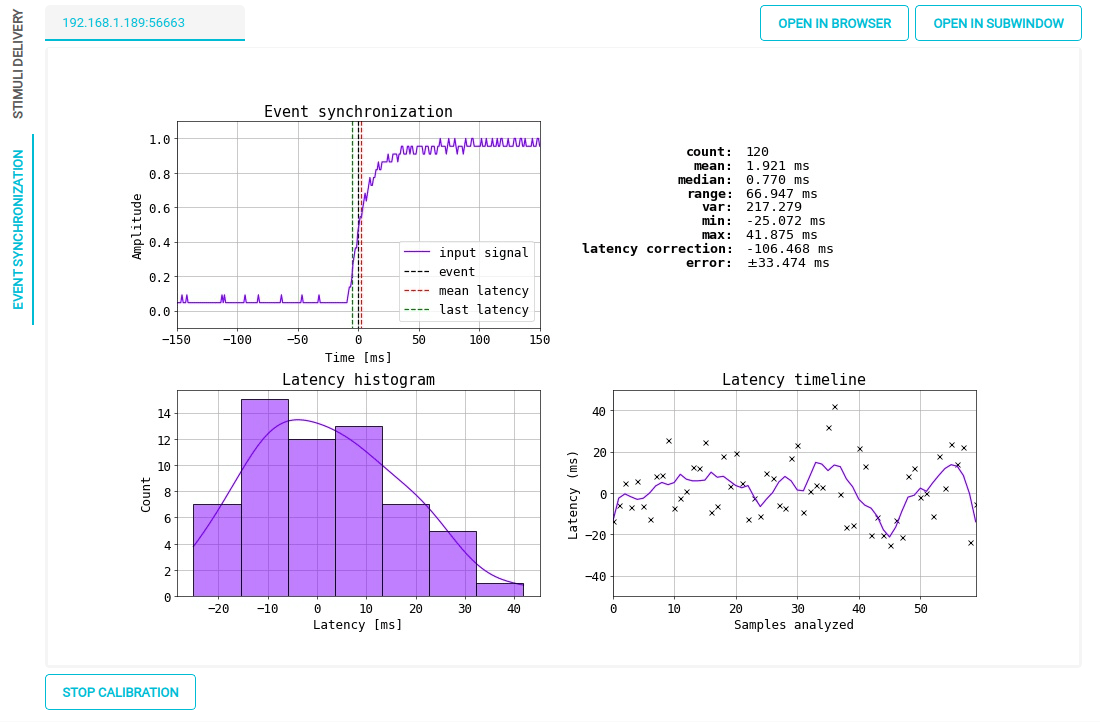 192.168.1.189:56663
OPEN IN BROWSER
OPEN IN SUBWINDOW
STIMULI DELIVERY
EVENT SYNCHRONIZATION
Event synchronization
1.0
0.8
0.6
0.4
0.2
0.0
Amplitude
input signal
event
mean latency
last latency
−150 −100 −50 0 50 100 150
Time [ms]
count: 120
mean: 1.921 ms
median: 0.770 ms
range: 66.947 ms
var: 217.279
min: -25.072 ms
max: 41.875 ms
latency correction: -106.468 ms
error: ±33.474 ms
Latency histogram
14
12
10
8
6
4
2
0
Count
−20 −10 0 10 20 30 40
Latency [ms]
Latency timeline
40
20
0
−20
−40
Latency (ms)
0 10 20 30 40 50
Samples analyzed
STOP CALIBRATION